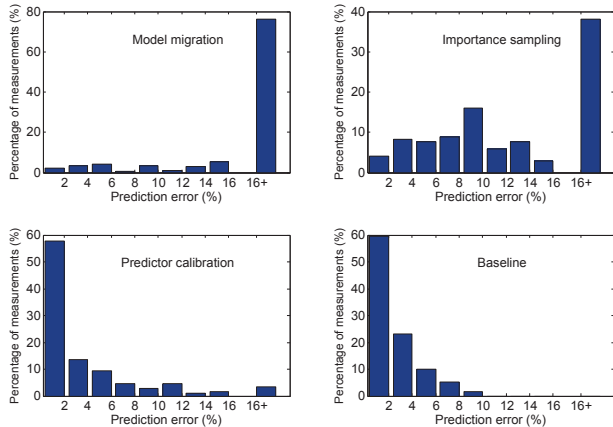 Model migration
Percentage of measurements (%)
80
60
40
20
0
2 4 6 8 10 12 14 16 16+
Prediction error (%)
Importance sampling
Percentage of measurements (%)
40
30
20
10
0
2 4 6 8 10 12 14 16 16+
Prediction error (%)
Predictor calibration
Percentage of measurements (%)
60
50
40
30
20
10
0
2 4 6 8 10 12 14 16 16+
Prediction error (%)
Baseline
Percentage of measurements (%)
60
50
40
30
20
10
0
2 4 6 8 10 12 14 16 16+
Prediction error (%)